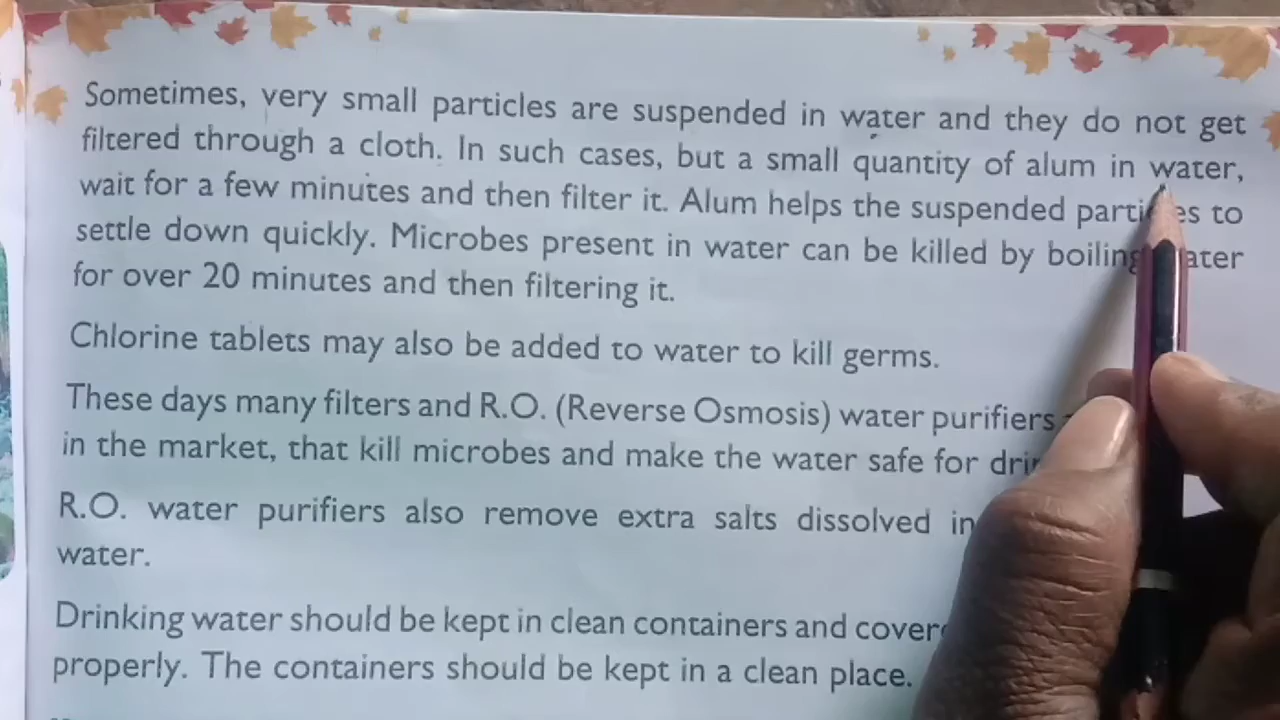 Sometimes, very small particles are suspended in water and they do not get
filtered through a cloth. In such cases, but a small quantity of alum in water,
wait for a few minutes and then filter it. Alum helps the suspended to
settle down quickly. Microbes present in water can be killed by boiling
for over 20 minutes and then filtering it.
Chlorine tablets may also be added to water to kill germs.
These days many filters and R.O. (Reverse Osmosis) water purifiers
in the market, that kill microbes and make the water safe for
R.O. water purifiers also remove extra salts dissolved in
water.
Drinking water should be kept in clean containers and
properly. The containers should be kept in a clean place.